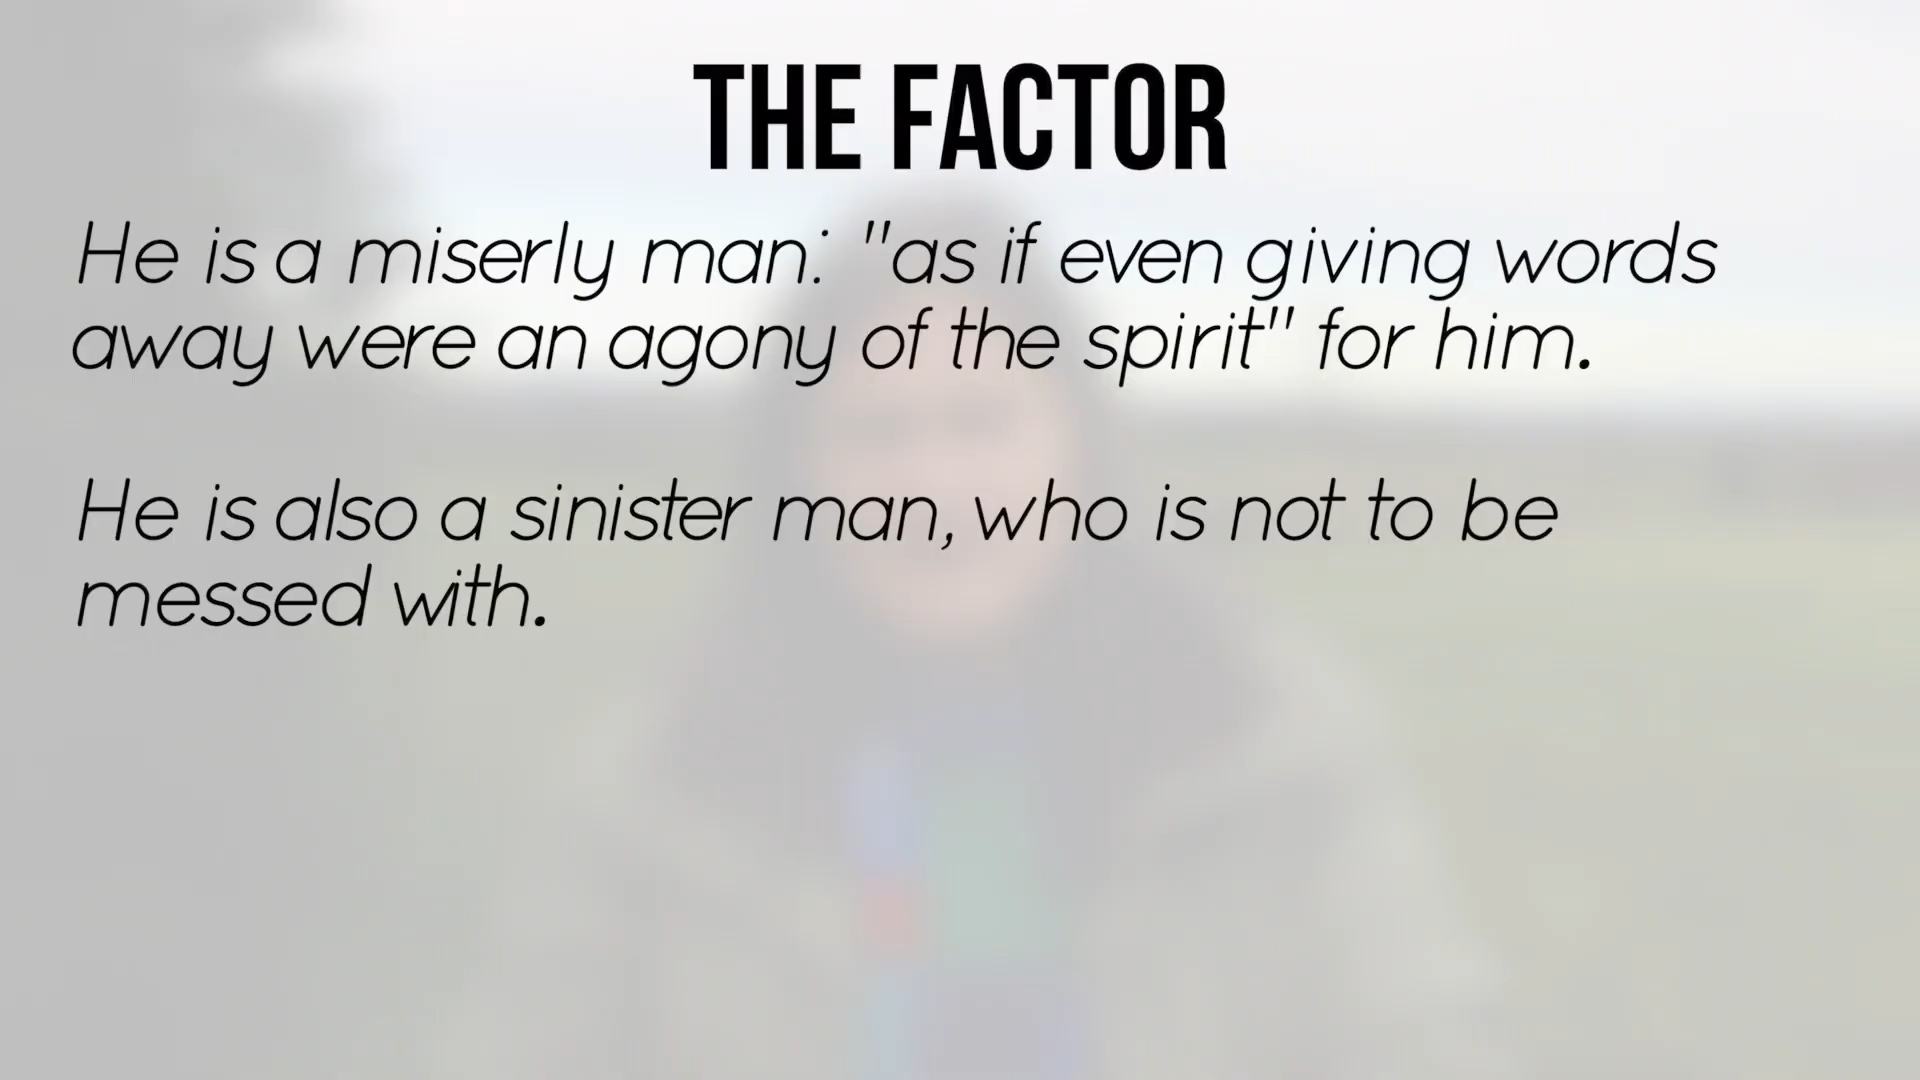 THE FACTOR
He is a miserly man: "as if even giving words
away were an agony of the spirit" for him.
He is also a sinister man, who is not to be
messed with.